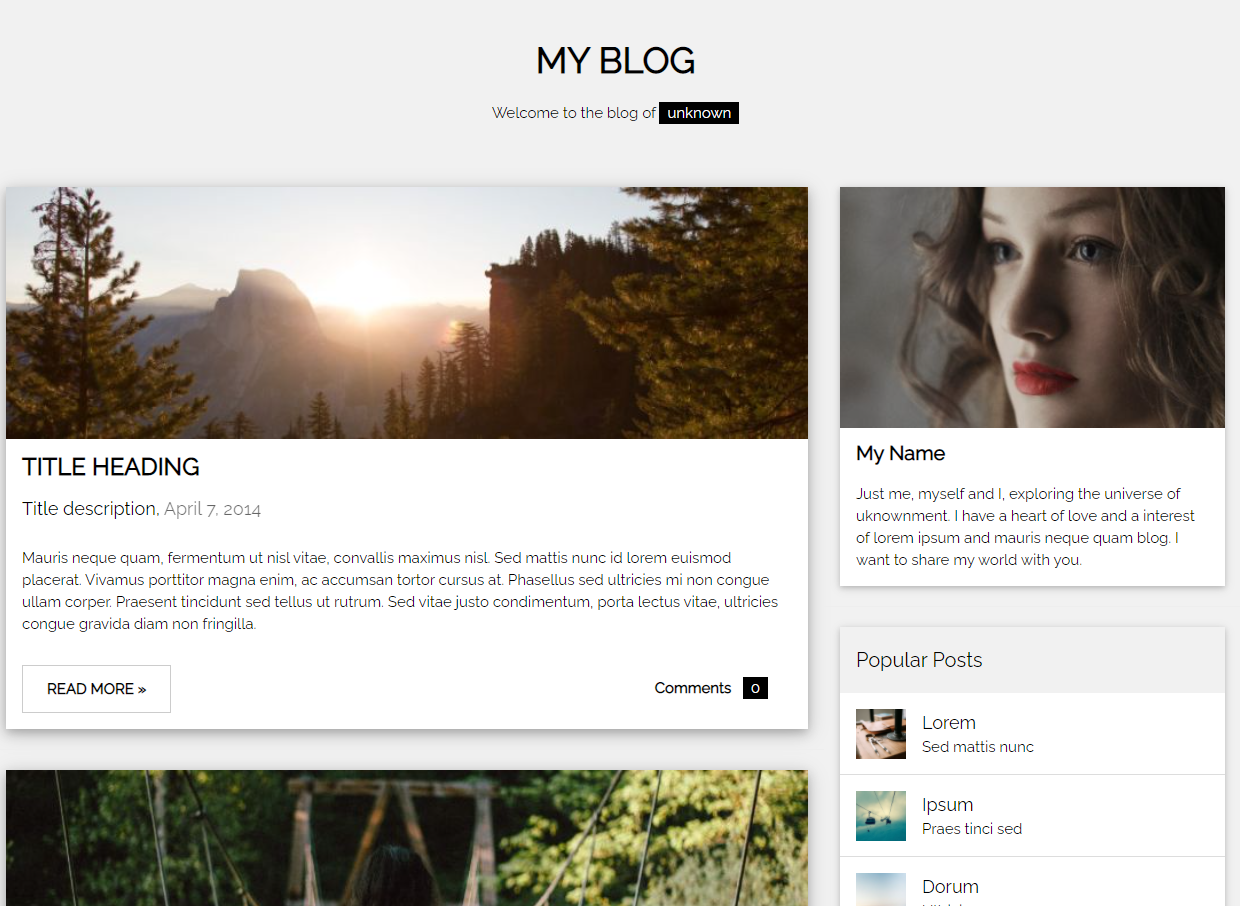 MY BLOG
Welcome to the blog of unknown
TITLE HEADING
Title description, April 7, 2014
Mauris neque quam, fermentum ut nisl vitae, convallis maximus nisl. Sed mattis nunc id lorem euismod
placerat. Vivamus porttitor magna enim, ac accumsan tortor cursus at. Phasellus sed ultricies mi non congue
ullam corper. Praesent tincidunt sed tellus ut rutrum. Sed vitae justo condimentum, porta lectus vitae, ultricies
congue gravida diam non fringilla.
READ MORE »
Comments 0
My Name
Just me, myself and I, exploring the universe of
uknownment. I have a heart of love and a interest
of lorem ipsum and mauris neque quam blog. I
want to share my world with you.
Popular Posts
Lorem
Sed mattis nunc
Ipsum
Praes tinci sed
Dorum